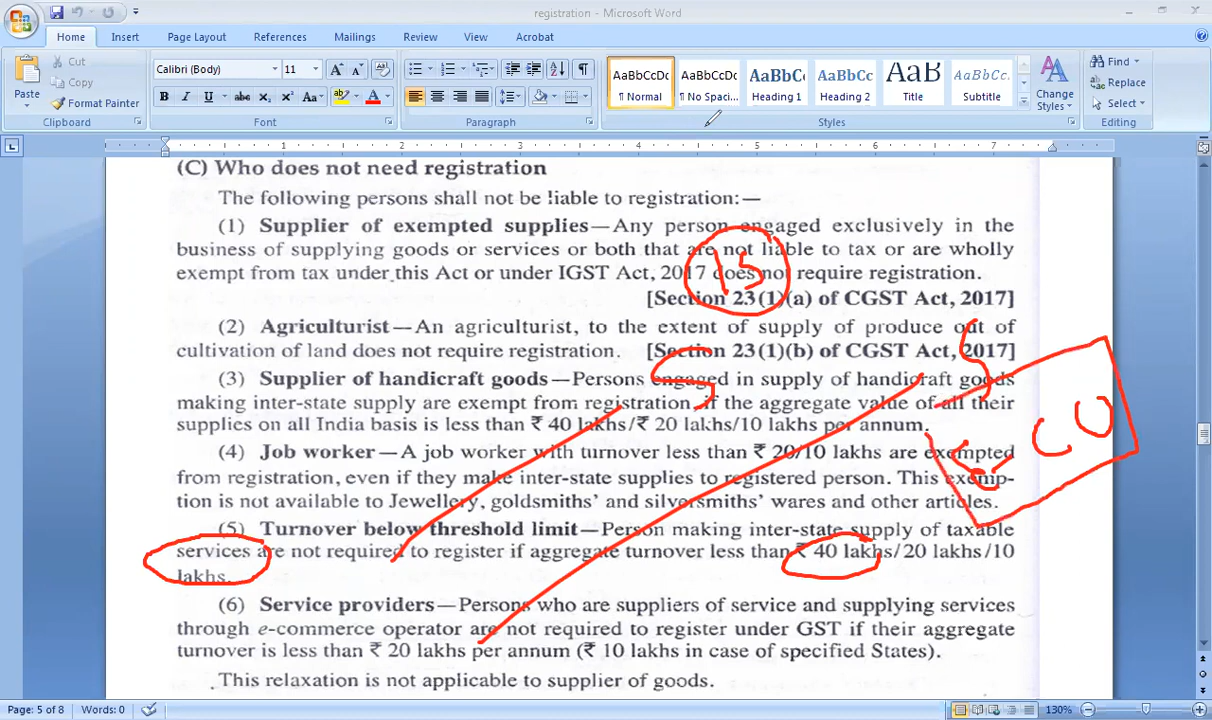 registration - Microsoft Word
Home Insert Page Layout References Mailings Review View Acrobat
Cut
Copy
Format Painter
Paste
Clipboard
Calibri (Body) 11
B I U abc X₂ X² Aa
Font
Paragraph
AaBbCcDc AaBbCcDc AaBbC AaBbCc AaB AaBbCc
¶ Normal ¶ No Spaci... Heading 1 Heading 2 Title Subtitle
Change Styles
Styles
Find
Replace
Select
Editing
1 2 3 4 5 6 7
(C) Who does not need registration
The following persons shall not be liable to registration:—
(1) Supplier of exempted supplies—Any person engaged exclusively in the
business of supplying goods or services or both that are not liable to tax or are wholly
exempt from tax under this Act or under IGST Act, 2017 does not require registration.
[Section 23(1)(a) of CGST Act, 2017]
15
(2) Agriculturist—An agriculturist, to the extent of supply of produce out of
cultivation of land does not require registration. [Section 23(1)(b) of CGST Act, 2017]
(3) Supplier of handicraft goods—Persons engaged in supply of handicraft goods
making inter-state supply are exempt from registration if the aggregate value of all their
supplies on all India basis is less than ₹ 40 lakhs/₹ 20 lakhs/10 lakhs per annum.
(4) Job worker—A job worker with turnover less than ₹ 20/10 lakhs are exempted
from registration, even if they make inter-state supplies to registered person. This exemp-
tion is not available to Jewellery, goldsmiths' and silversmiths' wares and other articles.
(5) Turnover below threshold limit—Person making inter-state supply of taxable
services are not required to register if aggregate turnover less than ₹ 40 lakhs/20 lakhs/10
lakhs.
(6) Service providers—Persons who are suppliers of service and supplying services
through e-commerce operator are not required to register under GST if their aggregate
turnover is less than ₹ 20 lakhs per annum (₹ 10 lakhs in case of specified States).
This relaxation is not applicable to supplier of goods.
Page: 5 of 8 Words: 0 130%